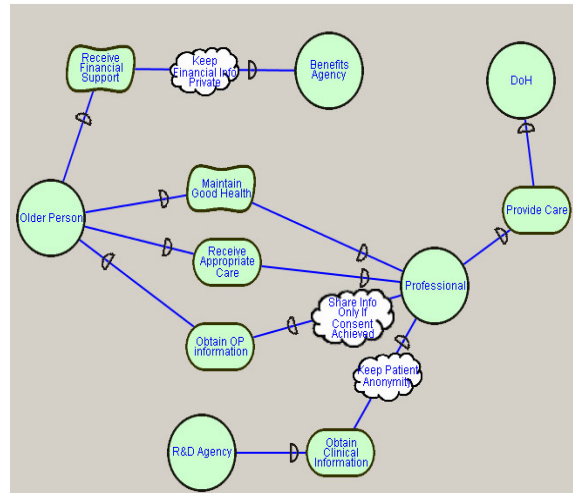 Receive
Financial
Support
Keep
Financial Info
Private
Benefits
Agency
DoH
Maintain
Good Health
Older Person
Provide Care
Receive
Appropriate
Care
Professional
Share Info
Only If
Consent
Achieved
Obtain OP
information
Keep Patient
Anonymity
R&D Agency
Obtain
Clinical
Information